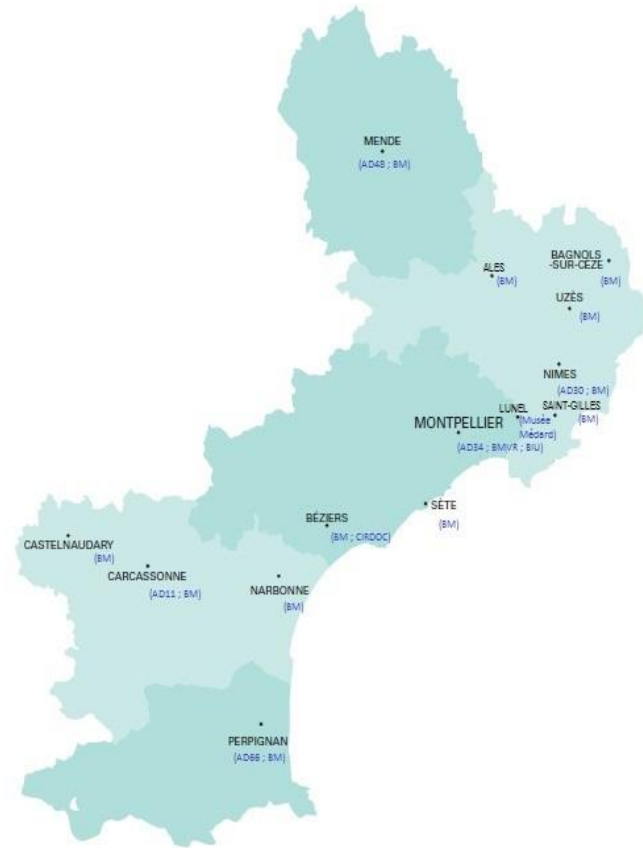 MENDE
(AD48 ; BM)
ALES
(BM)
BAGNOLS
-SUR-CEZE
(BM)
UZÈS
(BM)
NIMES
(AD30 ; BM)
LUNEL
(Musée
Médard)
SAINT-GILLES
(BM)
MONTPELLIER
(AD34 ; BMVR ; BIU)
SÈTE
(BM)
BÉZIERS
(BM ; CIRDOC)
CASTELNAUDARY
(BM)
CARCASSONNE
(AD11 ; BM)
NARBONNE
(BM)
PERPIGNAN
(AD66 ; BM)